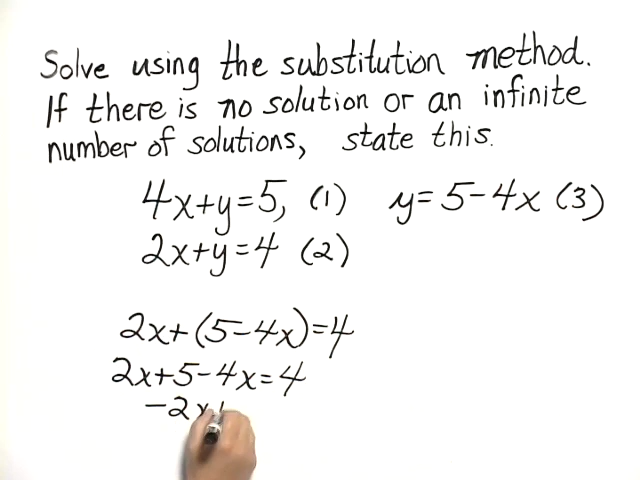 Solve using the substitution method.
If there is no solution or an infinite
number of solutions, state this.
4x+y=5, (1) y=5-4x (3)
2x+y=4 (2)
2x+(5-4x)=4
2x+5-4x=4
-2x